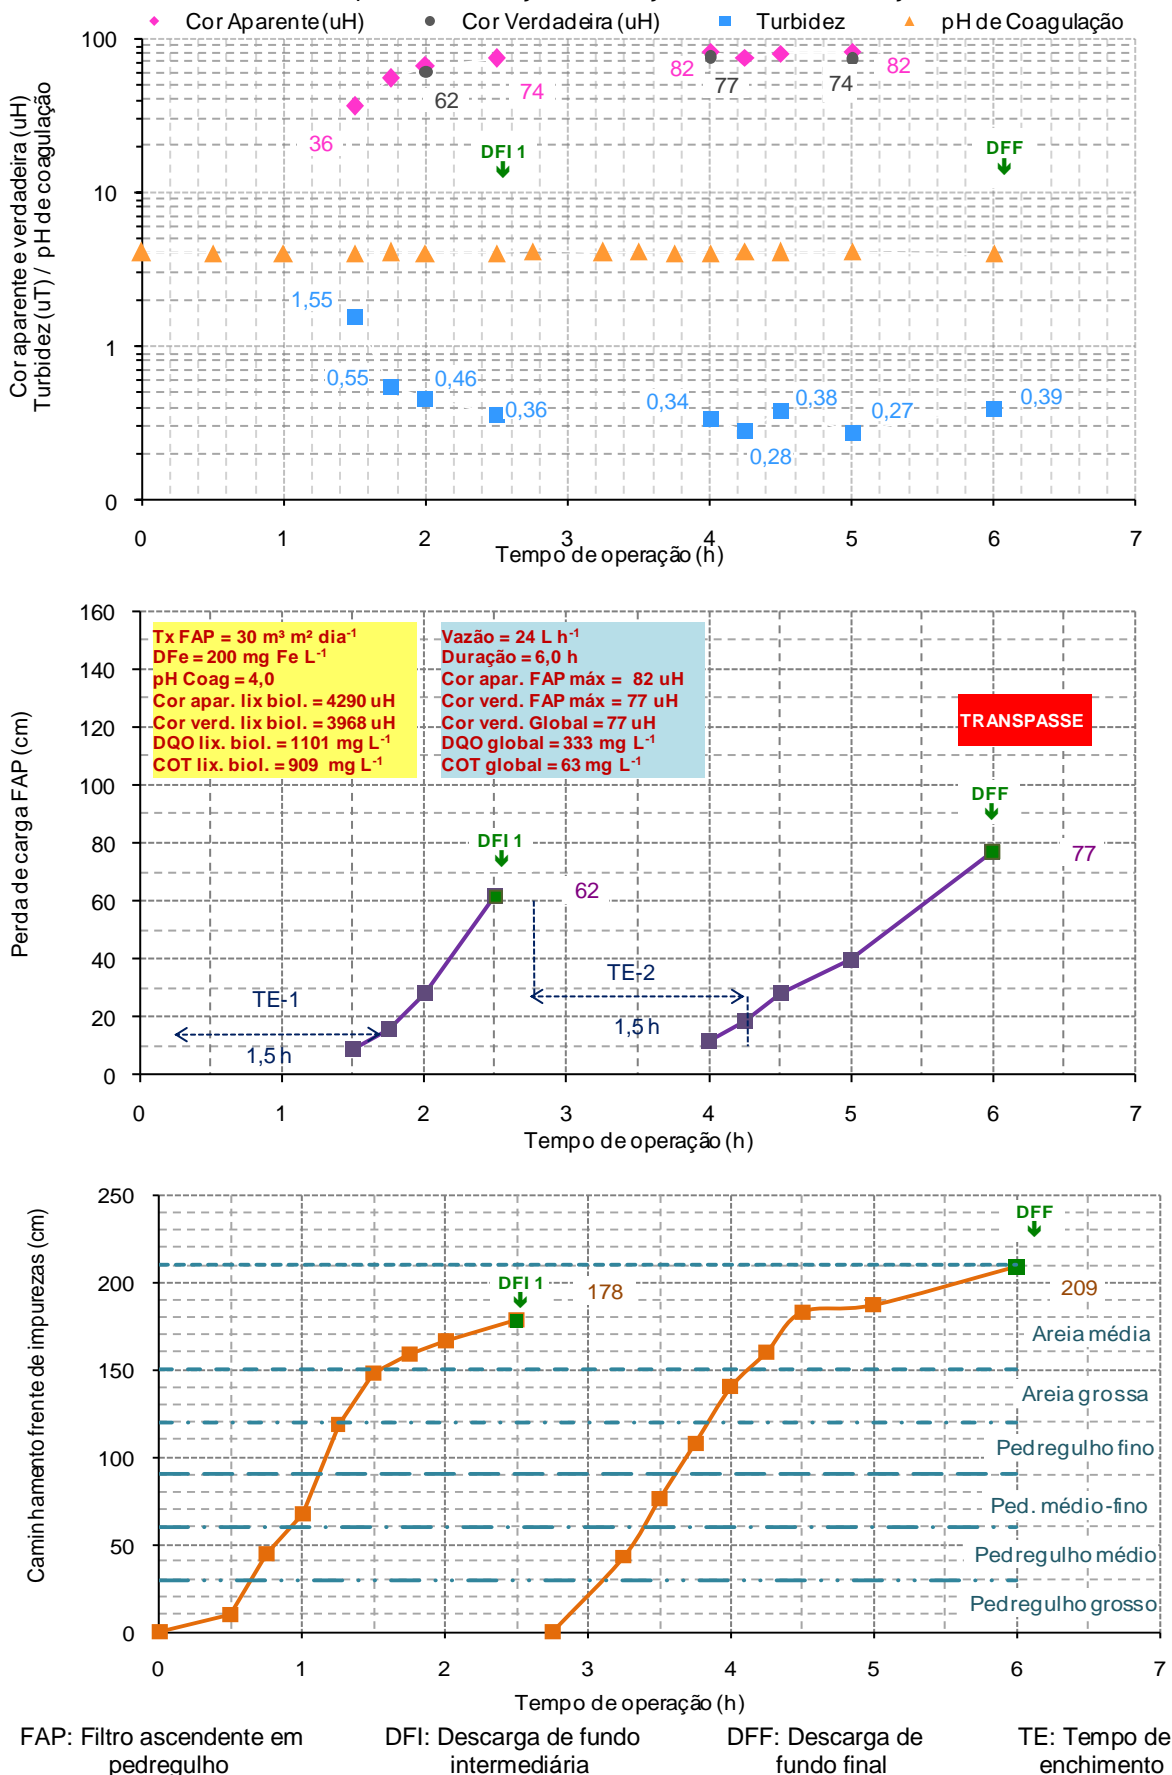 Cor Aparente (uH) Cor Verdadeira (uH) Turbidez pH de Coagulação
Cor aparente e verdadeira (uH)
Turbidez (uT) / pH de coagulação
100
10
1
0
36
62
74
82
77
74
82
DFI 1
DFF
1,55
0,55
0,46
0,36
0,34
0,28
0,38
0,27
0,39
0 1 2 3 4 5 6 7
Tempo de operação (h)
Perda de carga FAP (cm)
160
140
120
100
80
60
40
20
0
Tx FAP = 30 m³ m² dia⁻¹
DFe = 200 mg Fe L⁻¹
pH Coag = 4,0
Cor apar. lix biol. = 4290 uH
Cor verd. lix biol. = 3968 uH
DQO lix. biol. = 1101 mg L⁻¹
COT lix. biol. = 909 mg L⁻¹
Vazão = 24 L h⁻¹
Duração = 6,0 h
Cor apar. FAP máx = 82 uH
Cor verd. FAP máx = 77 uH
Cor verd. Global = 77 uH
DQO global = 333 mg L⁻¹
COT global = 63 mg L⁻¹
TRANSPASSE
DFF
DFI 1
77
62
TE-2
TE-1
1,5 h
1,5 h
0 1 2 3 4 5 6 7
Tempo de operação (h)
Caminhamento frente de impurezas (cm)
250
200
150
100
50
0
DFF
DFI 1
178
209
Areia média
Areia grossa
Pedregulho fino
Ped. médio-fino
Pedregulho médio
Pedregulho grosso
0 1 2 3 4 5 6 7
Tempo de operação (h)
FAP: Filtro ascendente em pedregulho
DFI: Descarga de fundo intermediária
DFF: Descarga de fundo final
TE: Tempo de enchimento